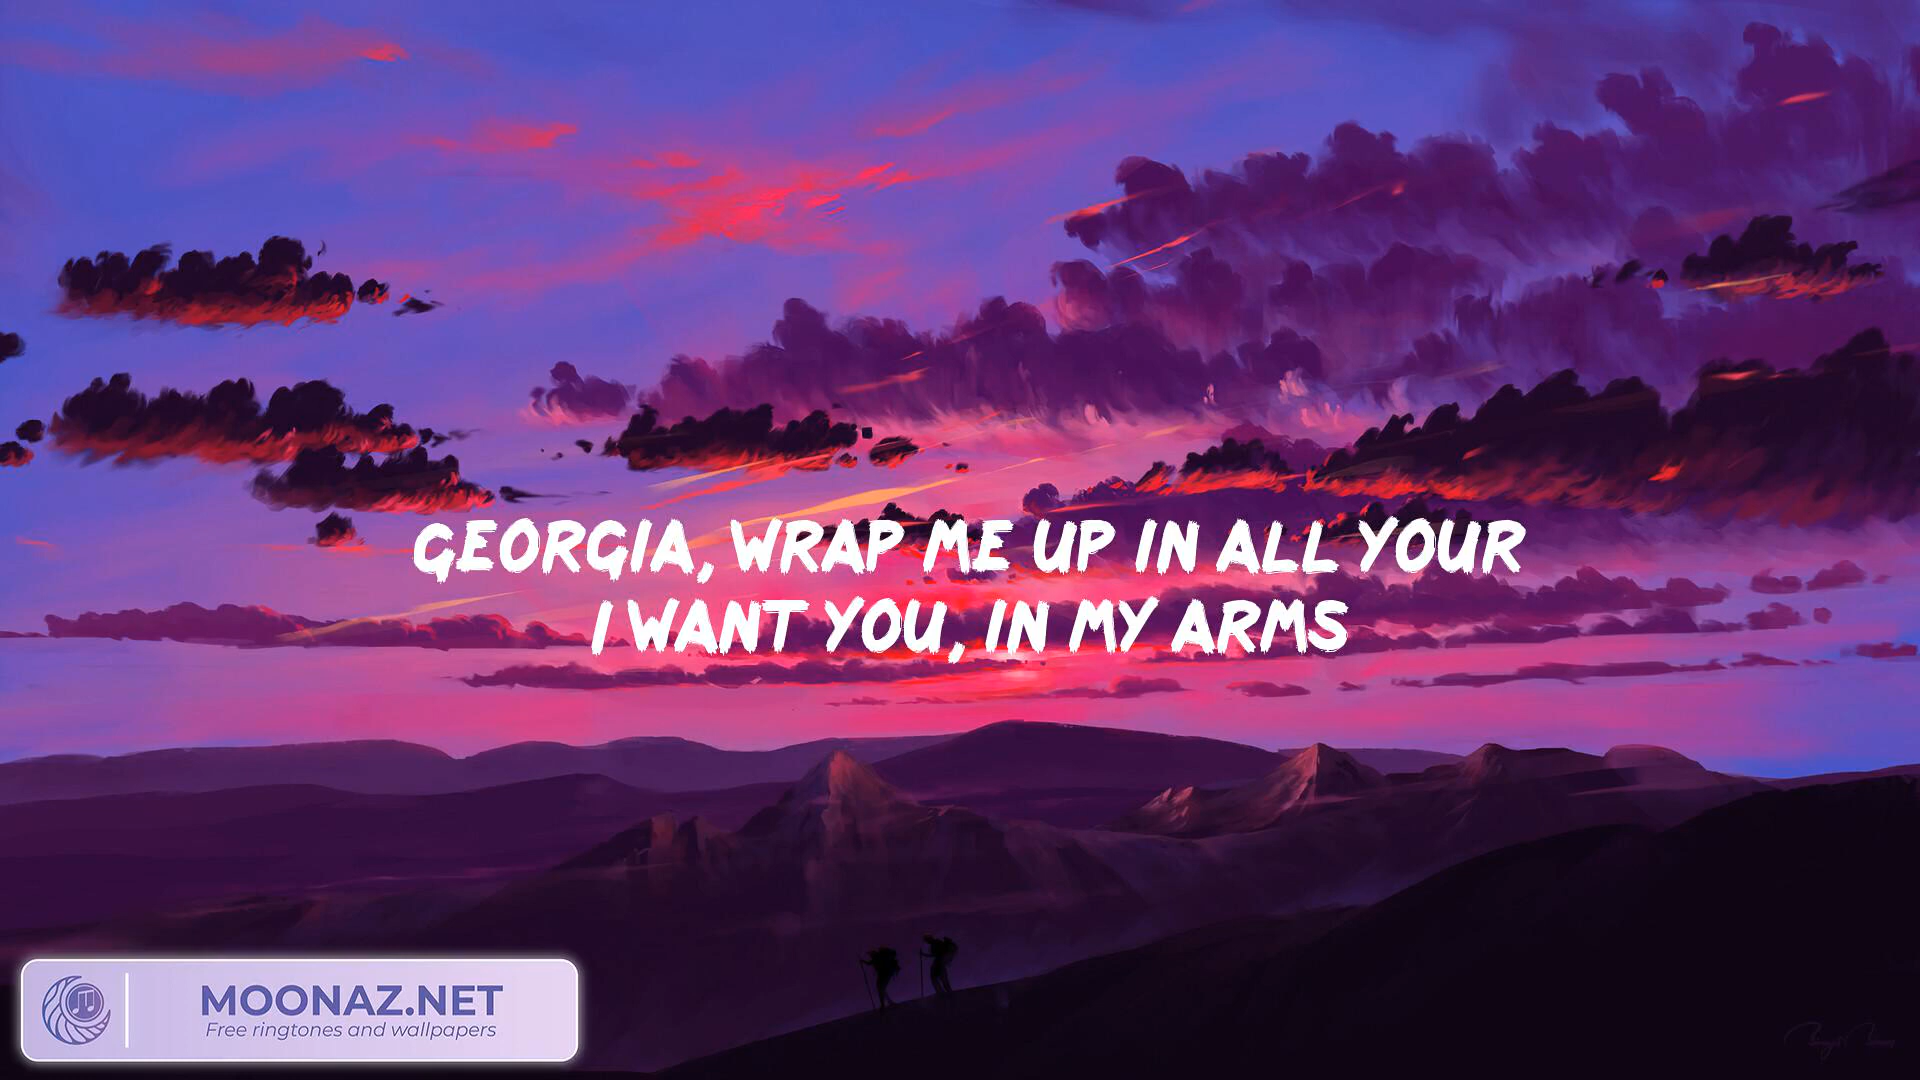 GEORGIA, WRAP ME UP IN ALL YOUR
I WANT YOU, IN MY ARMS
MOONAZ.NET
Free ringtones and wallpapers